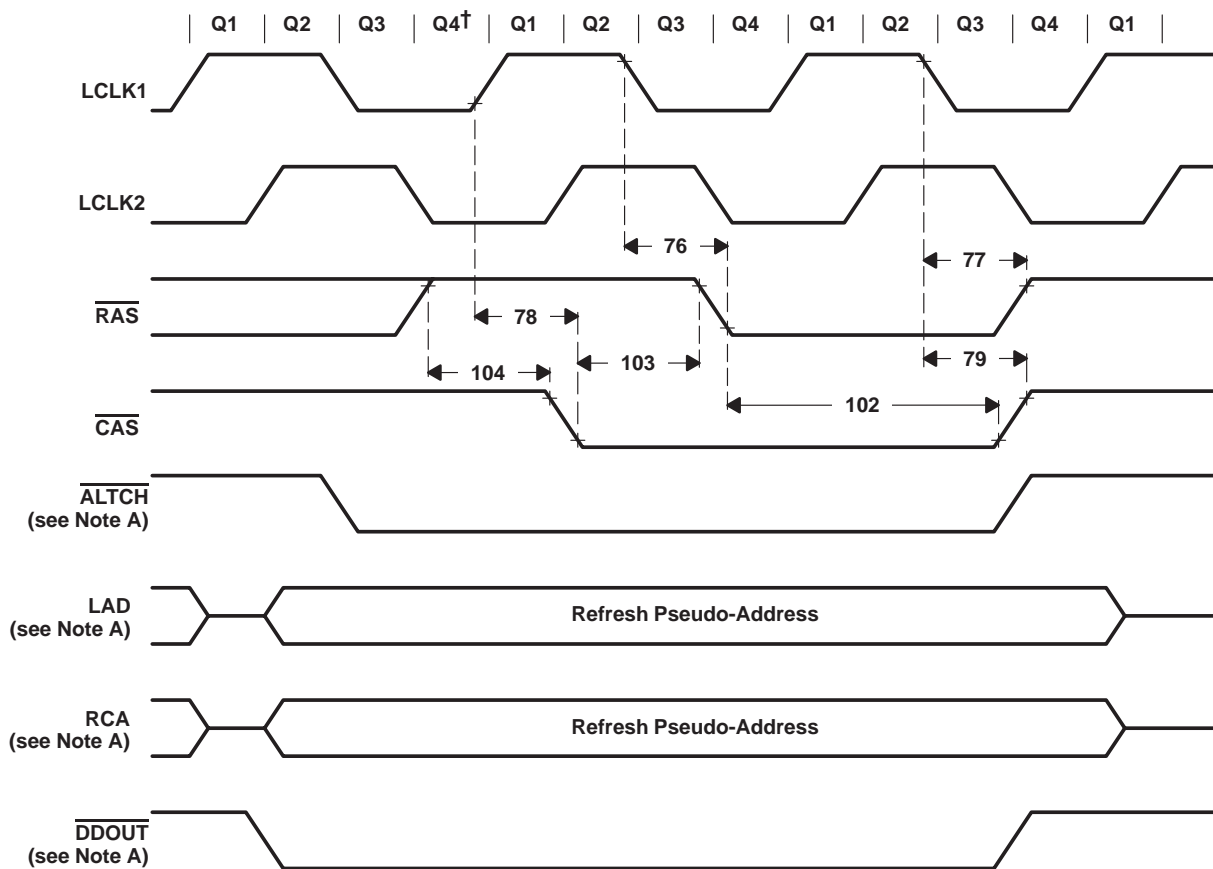 Q1 Q2 Q3 Q4† Q1 Q2 Q3 Q4 Q1 Q2 Q3 Q4 Q1
LCLK1
LCLK2
76
77
RAS
78
103
79
104
102
CAS
ALTCH
(see Note A)
LAD
(see Note A)
Refresh Pseudo-Address
RCA
(see Note A)
Refresh Pseudo-Address
DDOUT
(see Note A)